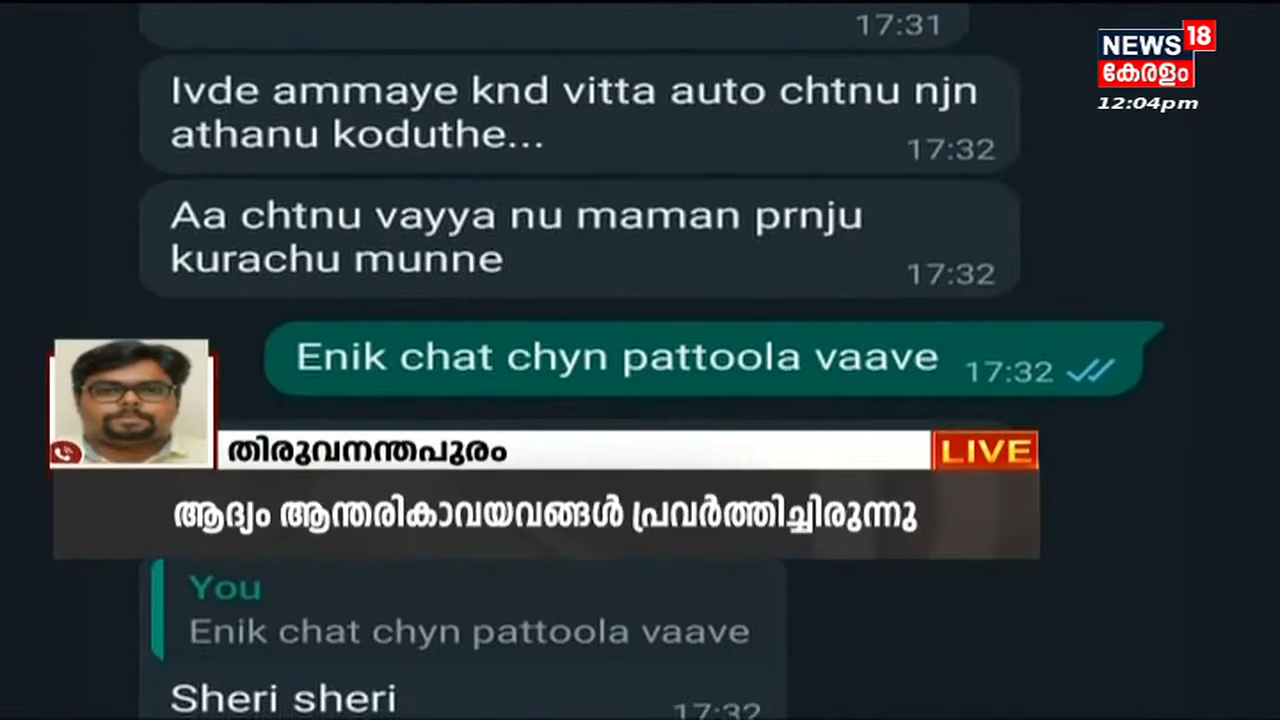 17:31
NEWS 18
കേരളം
12:04pm
Ivde ammaye knd vitta auto chtnu njn
athanu koduthe...
17:32
Aa chtnu vayya nu maman prnju
kurachu munne
17:32
Enik chat chyn pattoola vaave 17:32
തിരുവനന്തപുരം
LIVE
ആദ്യം ആന്തരികാവയവങ്ങൾ പ്രവർത്തിച്ചിരുന്നു
You
Enik chat chyn pattoola vaave
Sheri sheri
17:32